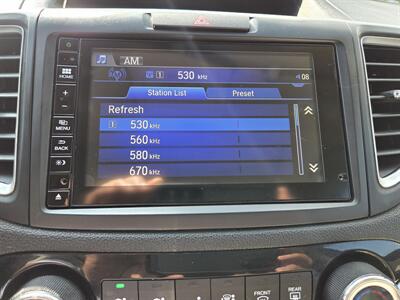 AM
530 kHz
08
HOME
Station List Preset
Refresh
1 530 kHz
560 kHz
580 kHz
670 kHz
MENU
BACK
FRONT
REAR